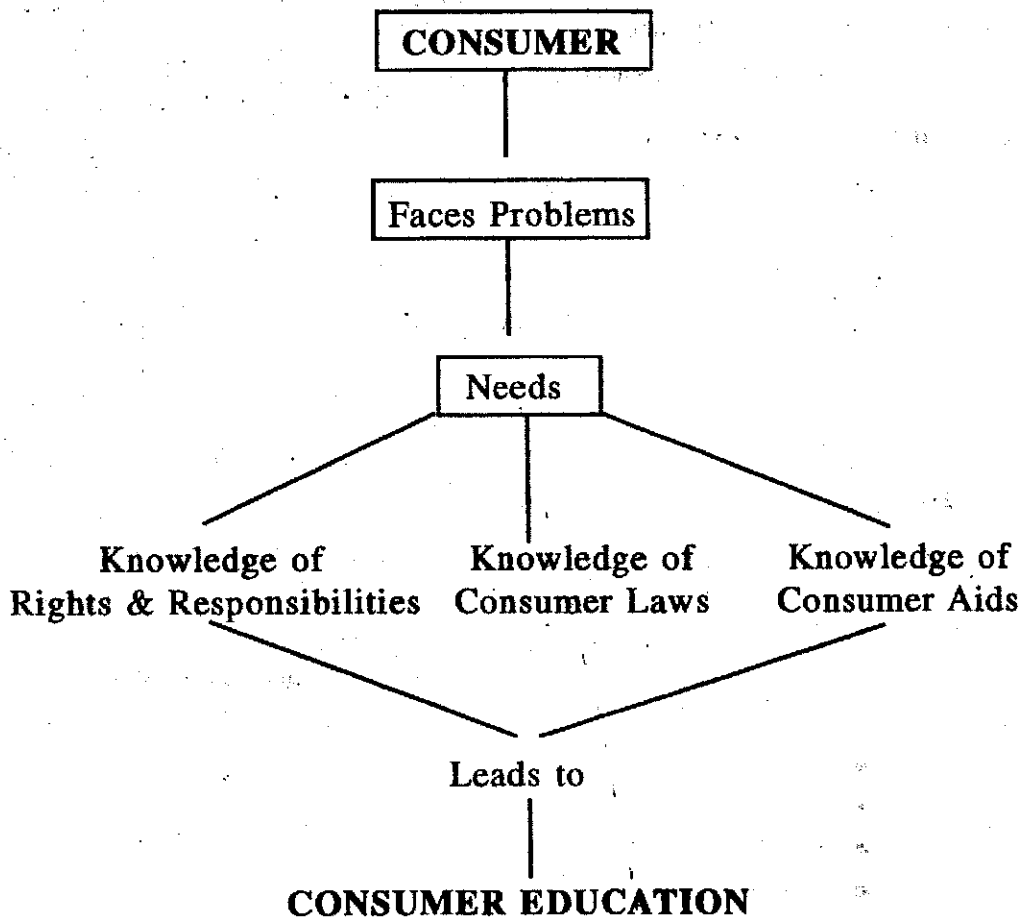 CONSUMER
Faces Problems
Needs
Knowledge of
Rights & Responsibilities
Knowledge of
Consumer Laws
Knowledge of
Consumer Aids
Leads to
CONSUMER EDUCATION